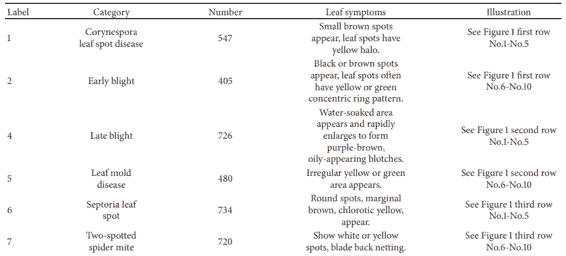 Label Category Number Leaf symptoms Illustration
1 Corynespora leaf spot disease 547 Small brown spots appear, leaf spots have yellow halo. See Figure 1 first row No.1-No.5
2 Early blight 405 Black or brown spots appear, leaf spots often have yellow or green concentric ring pattern. See Figure 1 first row No.6-No.10
4 Late blight 726 Water-soaked area appears and rapidly enlarges to form purple-brown, oily-appearing blotches. See Figure 1 second row No.1-No.5
5 Leaf mold disease 480 Irregular yellow or green area appears. See Figure 1 second row No.6-No.10
6 Septoria leaf spot 734 Round spots, marginal brown, chlorotic yellow, appear. See Figure 1 third row No.1-No.5
7 Two-spotted spider mite 720 Show white or yellow spots, blade back netting. See Figure 1 third row No.6-No.10